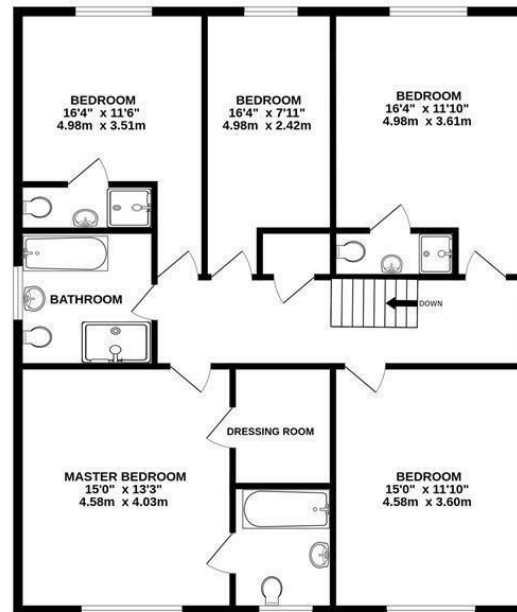 BEDROOM
16'4" x 11'6"
4.98m x 3.51m
BEDROOM
16'4" x 7'11"
4.98m x 2.42m
BEDROOM
16'4" x 11'10"
4.98m x 3.61m
BATHROOM
DOWN
DRESSING ROOM
MASTER BEDROOM
15'0" x 13'3"
4.58m x 4.03m
BEDROOM
15'0" x 11'10"
4.58m x 3.60m